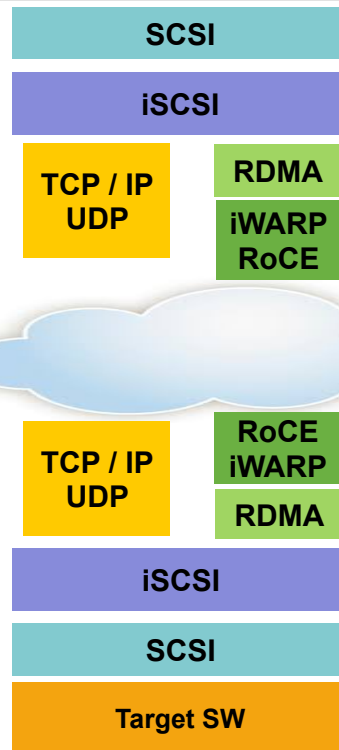 SCSI
iSCSI
TCP / IP
UDP
RDMA
iWARP
RoCE
TCP / IP
UDP
RoCE
iWARP
RDMA
iSCSI
SCSI
Target SW